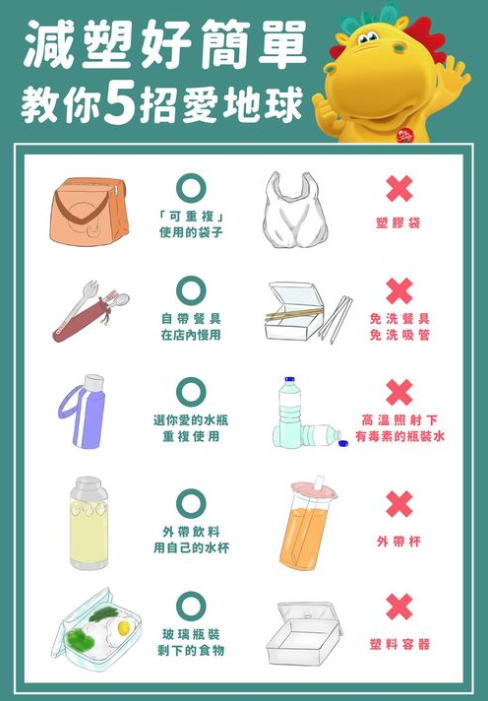 減塑好簡單
教你5招愛地球
「可重複」
使用的袋子
塑膠袋
自帶餐具
在店內慢用
免洗餐具
免洗吸管
選你愛的水瓶
重複使用
高溫照射下
有毒素的瓶裝水
外帶飲料
用自己的水杯
外帶杯
玻璃瓶裝
剩下的食物
塑料容器